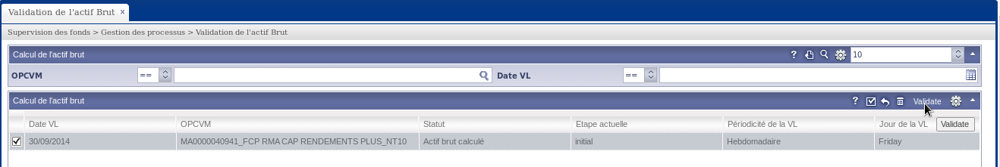 Validation de l'actif Brut x
Supervision des fonds > Gestion des processus > Validation de l'actif Brut
Calcul de l'actif brut ? 10
OPCVM == Date VL ==
Calcul de l'actif brut ? Validate
Date VL OPCVM Statut Etape actuelle Périodicité de la VL Jour de la VL Validate
30/09/2014 MA0000040941_FCP RMA CAP RENDEMENTS PLUS_NT10 Actif brut calculé initial Hebdomadaire Friday